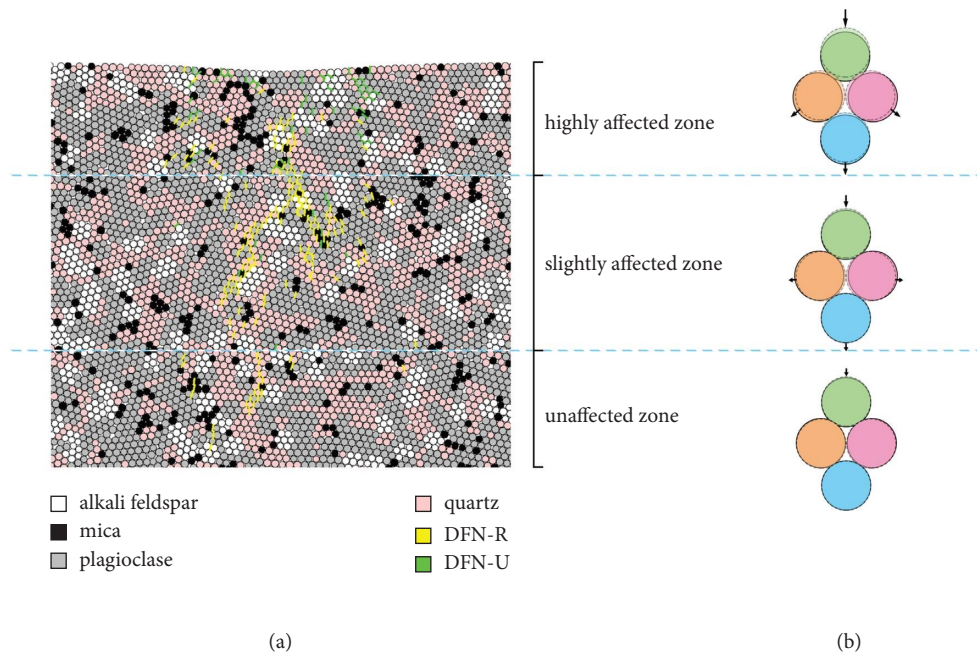 highly affected zone
slightly affected zone
unaffected zone
alkali feldspar
mica
plagioclase
quartz
DFN-R
DFN-U
(a)
(b)